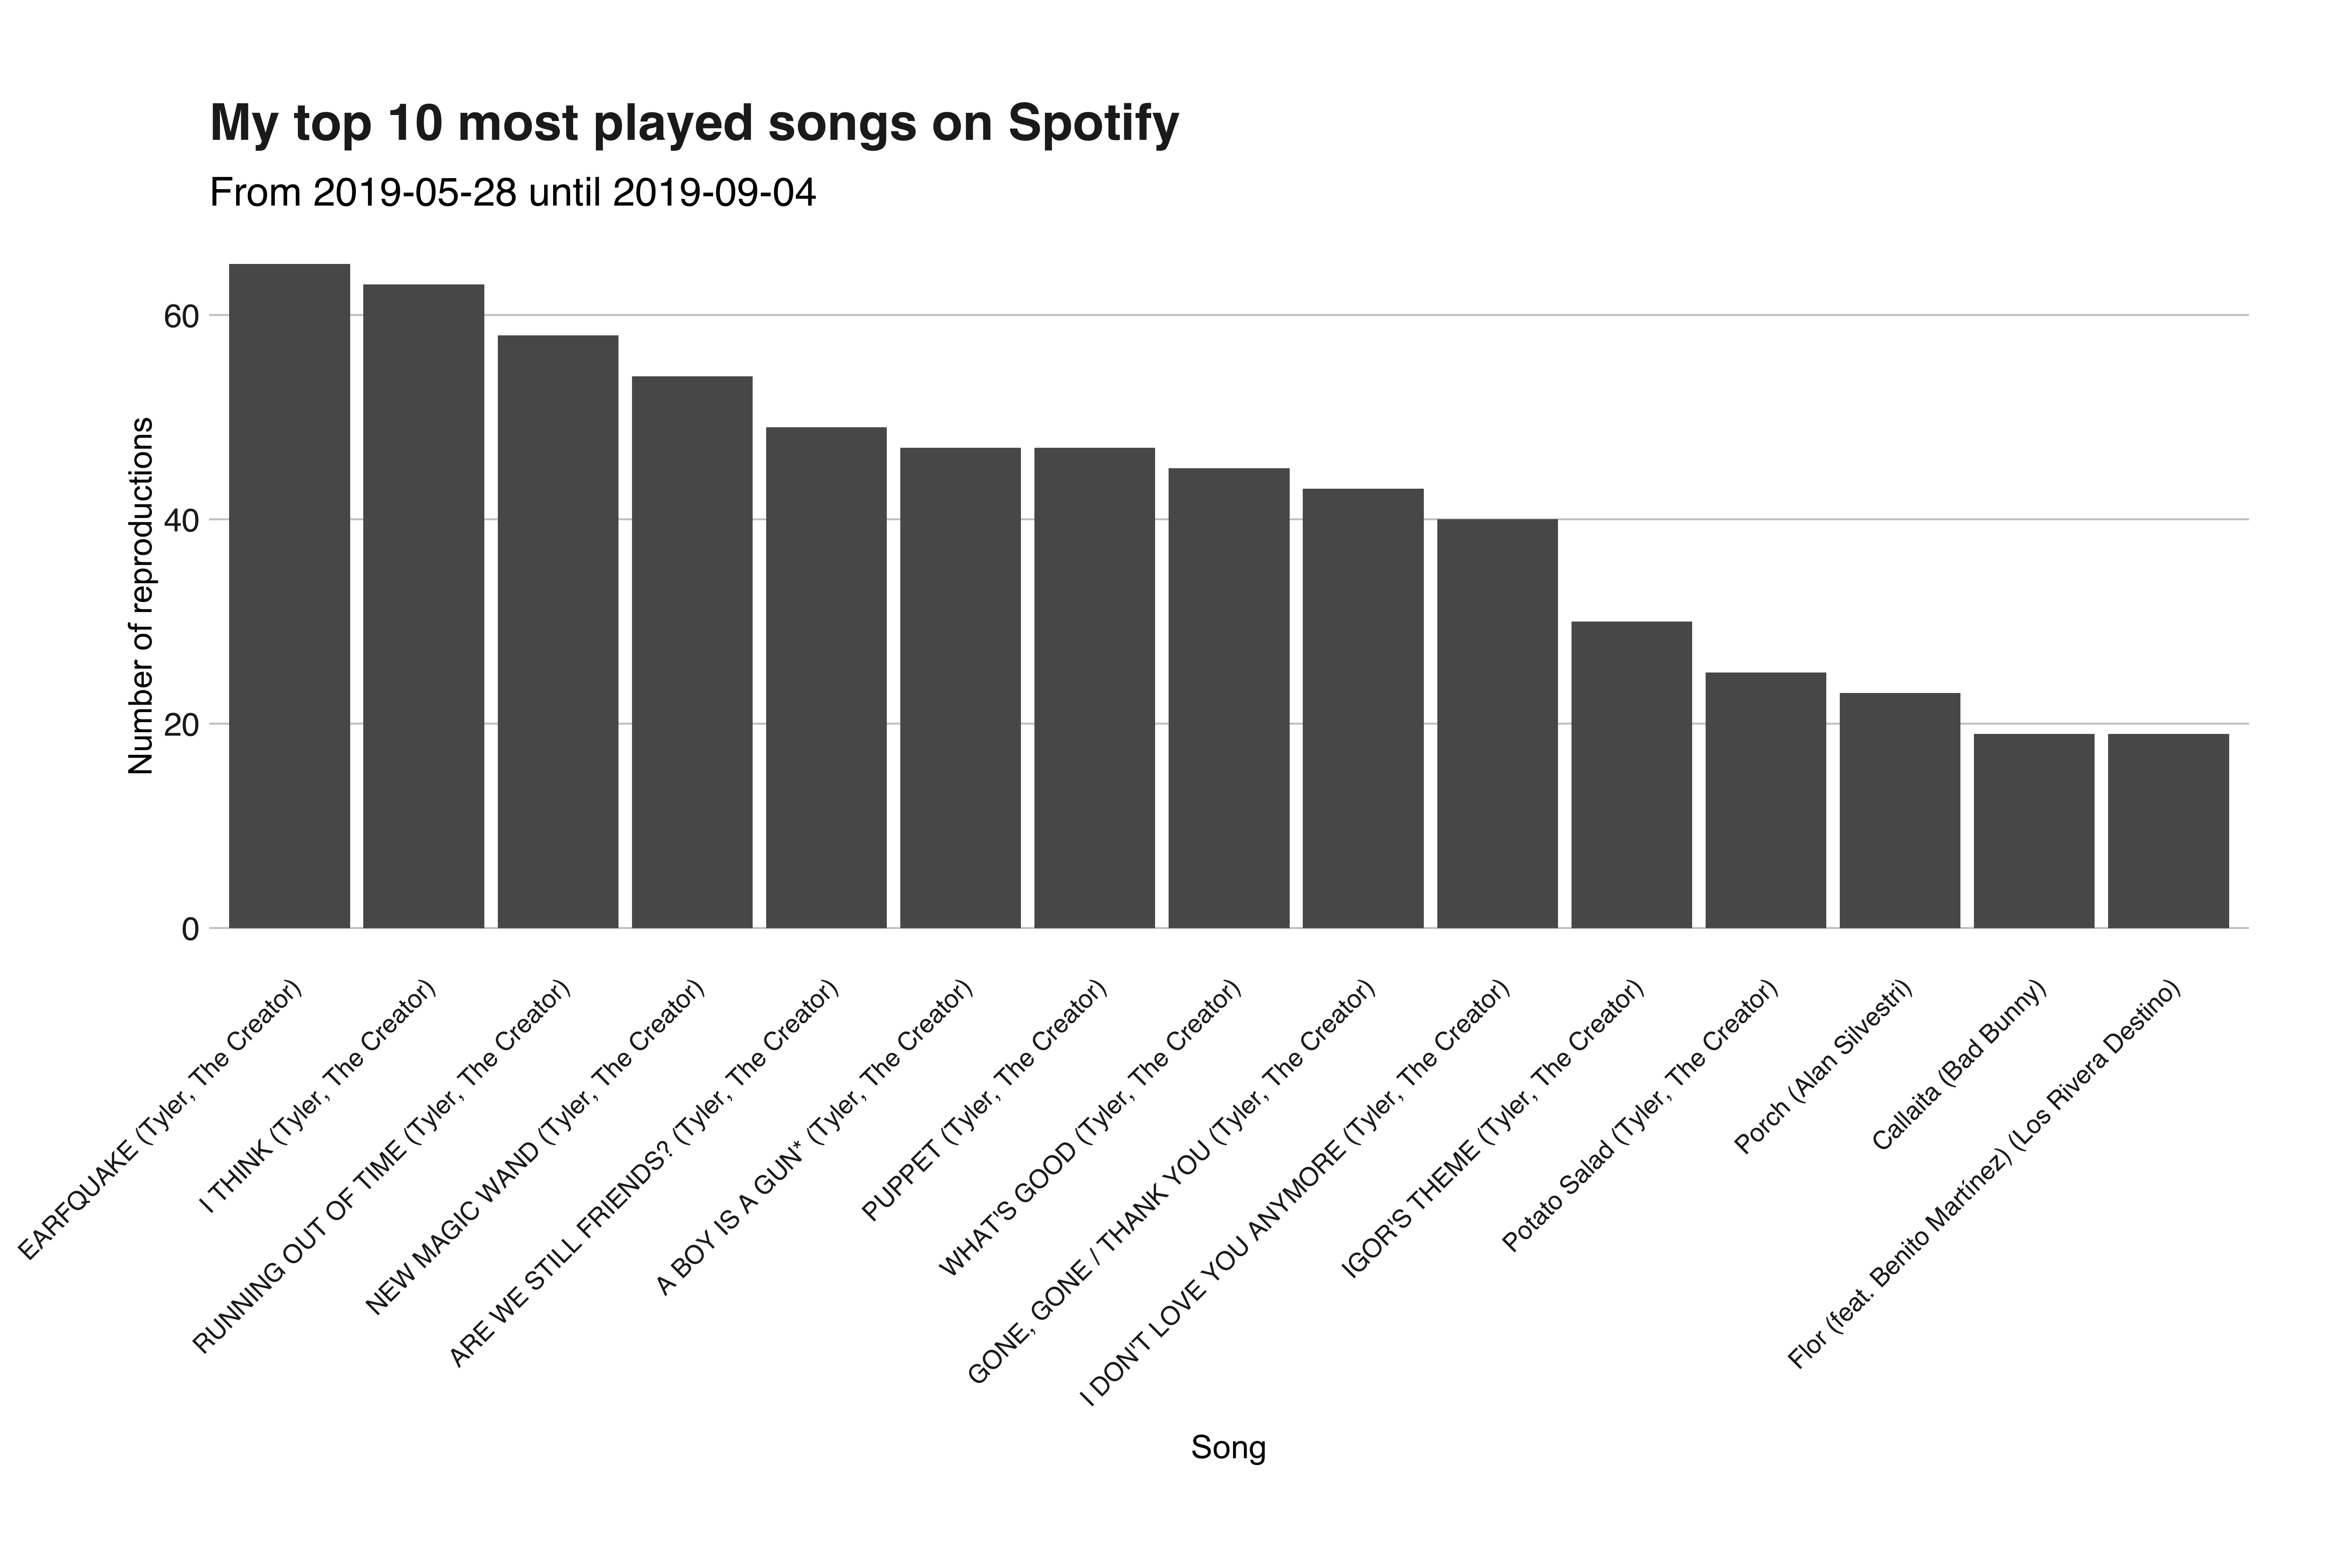 My top 10 most played songs on Spotify
From 2019-05-28 until 2019-09-04
Number of reproductions
60
40
20
0
EARFQUAKE (Tyler, The Creator)
I THINK (Tyler, The Creator)
RUNNING OUT OF TIME (Tyler, The Creator)
NEW MAGIC WAND (Tyler, The Creator)
ARE WE STILL FRIENDS? (Tyler, The Creator)
A BOY IS A GUN* (Tyler, The Creator)
PUPPET (Tyler, The Creator)
WHAT'S GOOD (Tyler, The Creator)
GONE, GONE / THANK YOU (Tyler, The Creator)
I DON'T LOVE YOU ANYMORE (Tyler, The Creator)
IGOR'S THEME (Tyler, The Creator)
Potato Salad (Tyler, The Creator)
Porch (Alan Silvestri)
Callaita (Bad Bunny)
Flor (feat. Benito Martínez) (Los Rivera Destino)
Song